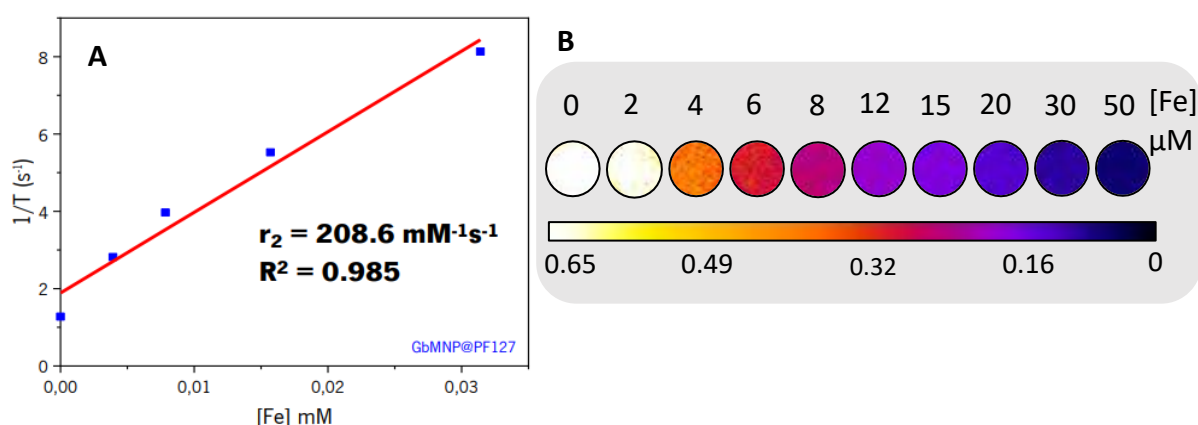 A
8
6
4
2
0
1/T (s⁻¹)
r₂ = 208.6 mM⁻¹s⁻¹
R² = 0.985
GbMNP@PF127
0,00 0,01 0,02 0,03
[Fe] mM
B
0 2 4 6 8 12 15 20 30 50 [Fe]
µM
0.65 0.49 0.32 0.16 0